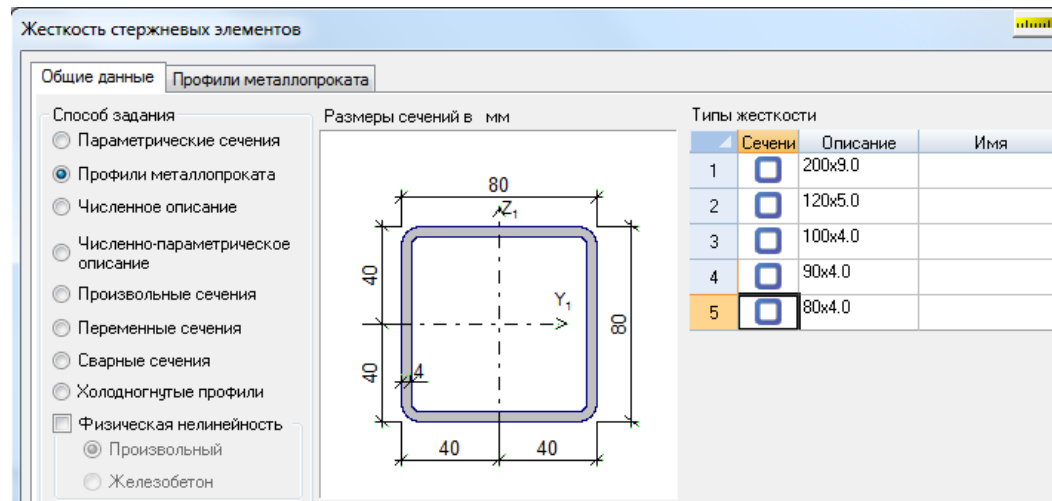 Жесткость стержневых элементов
Общие данные
Профили металлопроката
Способ задания
Параметрические сечения
Профили металлопроката
Численное описание
Численно-параметрическое
описание
Произвольные сечения
Переменные сечения
Сварные сечения
Холодногнутые профили
Физическая нелинейность
Произвольный
Железобетон
Размеры сечений в мм
80
Z1
40
Y1
80
40
4
40 40
Типы жесткости
Сечени Описание Имя
1 200x9.0
2 120x5.0
3 100x4.0
4 90x4.0
5 80x4.0